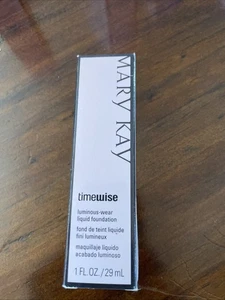 MARY KAY
timewise
luminous-wear
liquid foundation
fond de teint liquide
fini lumineux
maquillaje líquido
acabado luminoso
1 FL.OZ./29 mL